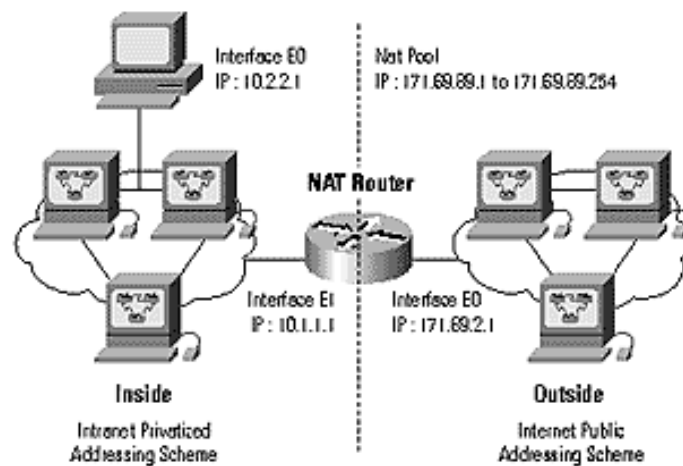 Interface E0
IP : 10.2.2.1
Nat Pool
IP : 171.69.89.1 to 171.69.89.254
NAT Router
Interface E1
IP : 10.1.1.1
Interface E0
IP : 171.69.2.1
Inside
Intranet Privatized
Addressing Scheme
Outside
Internet Public
Addressing Scheme